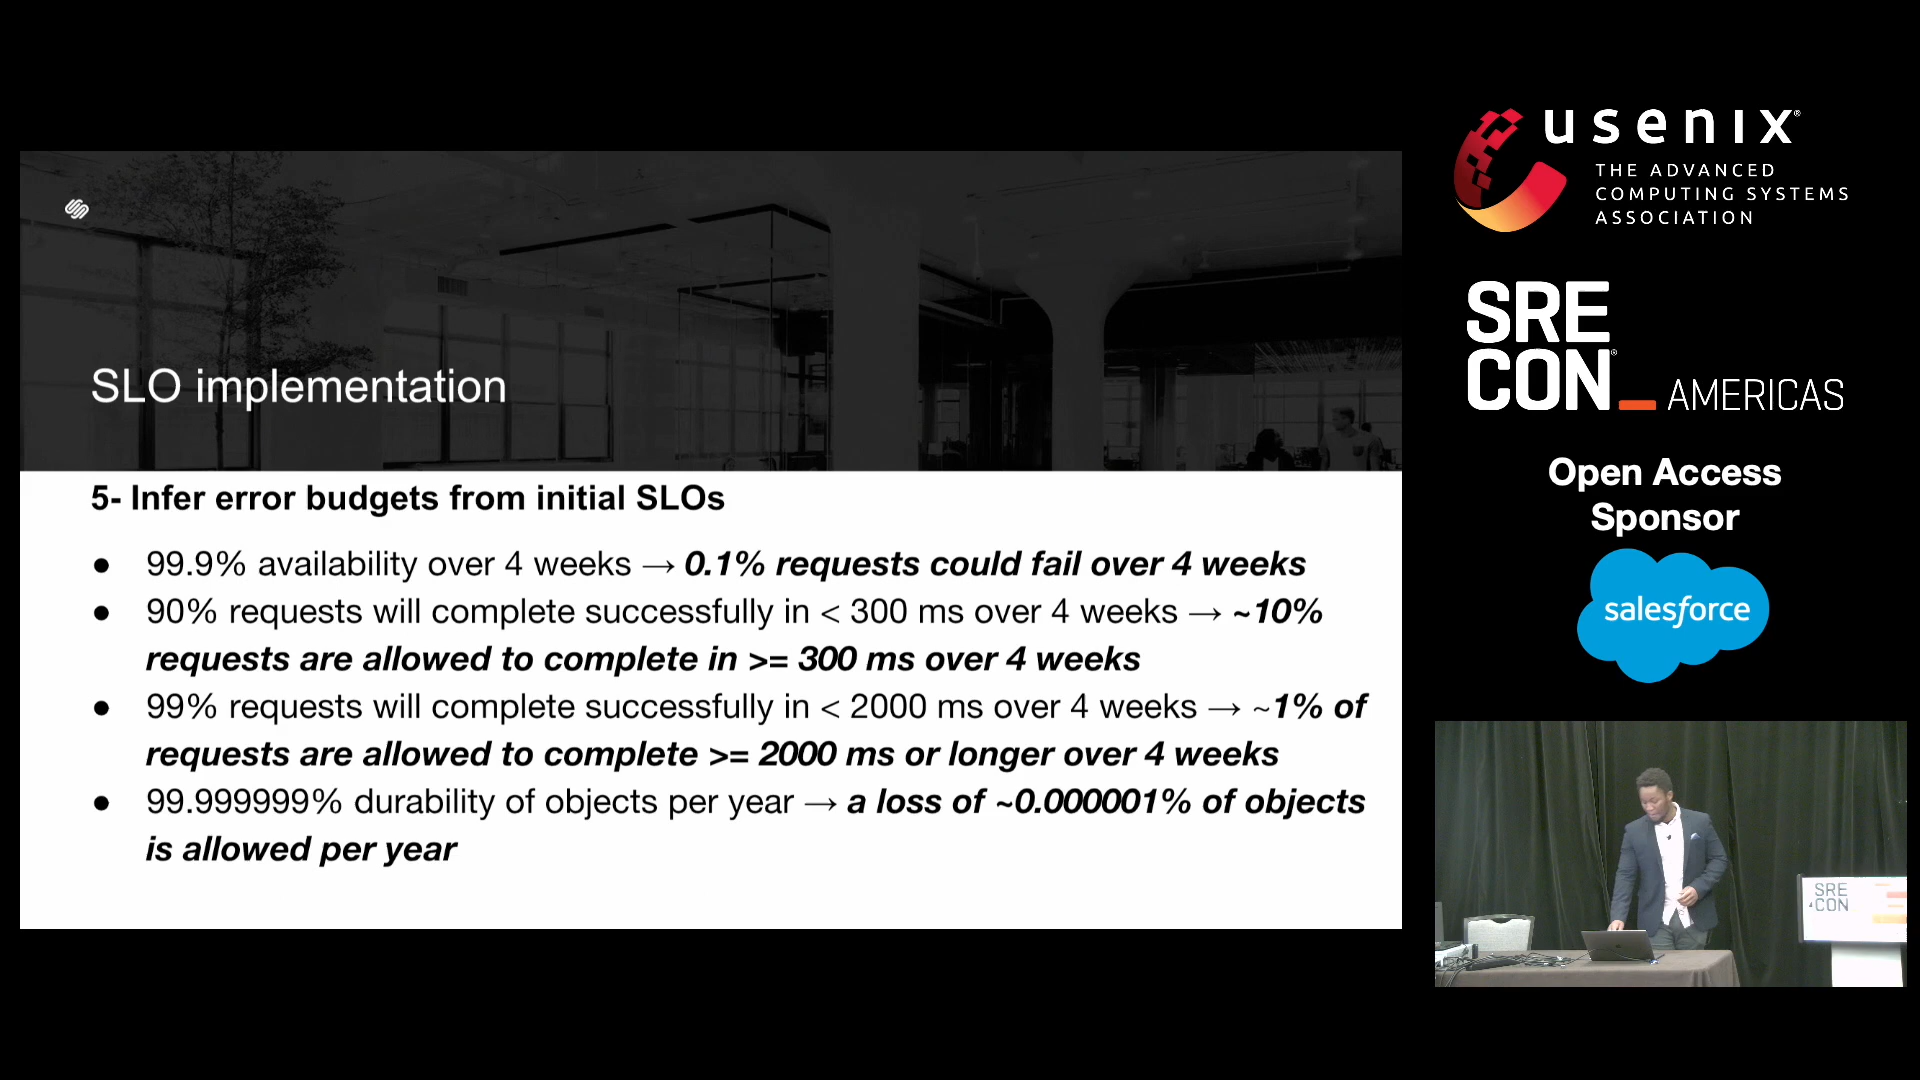 SLO implementation
5- Infer error budgets from initial SLOs
● 99.9% availability over 4 weeks → 0.1% requests could fail over 4 weeks
● 90% requests will complete successfully in < 300 ms over 4 weeks → ~10%
requests are allowed to complete in >= 300 ms over 4 weeks
● 99% requests will complete successfully in < 2000 ms over 4 weeks → ~1% of
requests are allowed to complete >= 2000 ms or longer over 4 weeks
● 99.999999% durability of objects per year → a loss of ~0.000001% of objects
is allowed per year
usenix®
THE ADVANCED
COMPUTING SYSTEMS
ASSOCIATION
SRE
CON® AMERICAS
Open Access
Sponsor
salesforce
SRE
CON